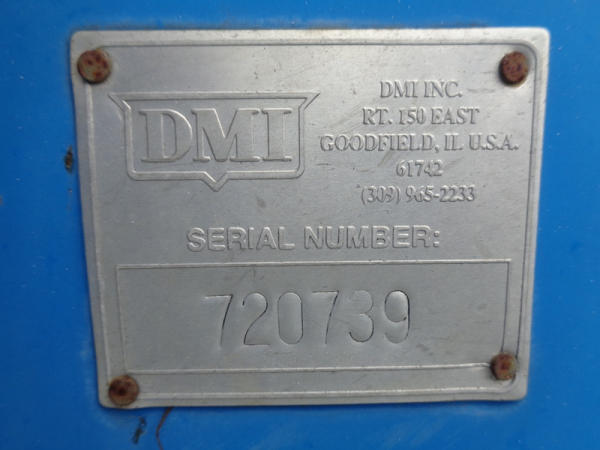 DMI
DMI INC.
RT. 150 EAST
GOODFIELD, IL U.S.A.
61742
(309) 965-2233
SERIAL NUMBER:
720739